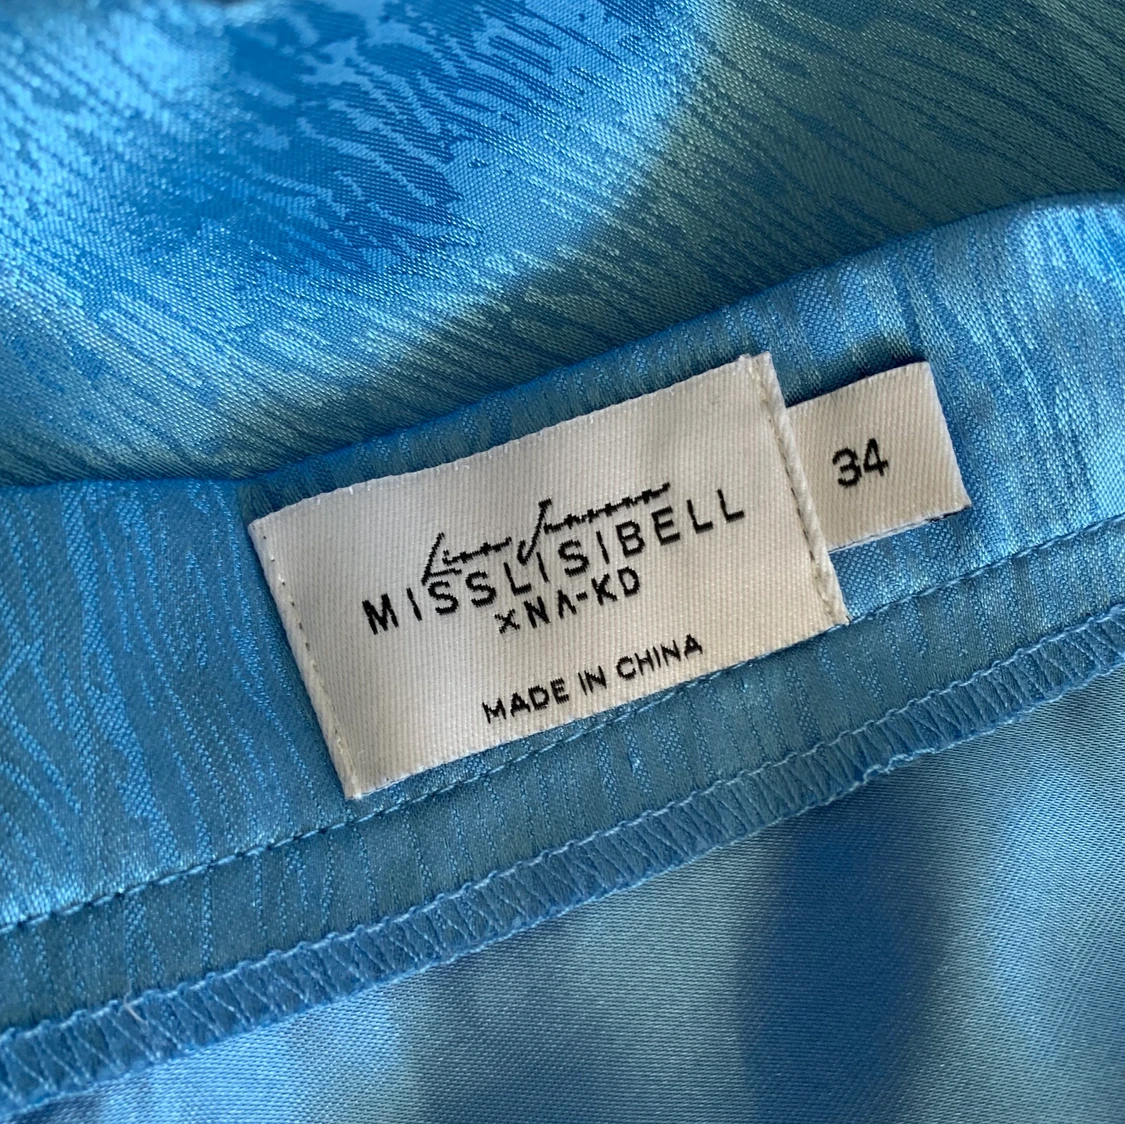 MISSLISIBELL
XNA-KD
MADE IN CHINA
34